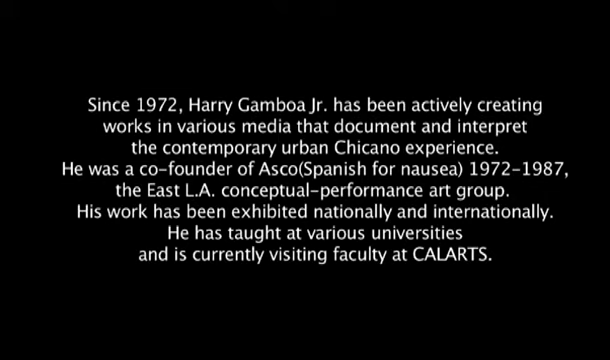 Since 1972, Harry Gamboa Jr. has been actively creating
works in various media that document and interpret
the contemporary urban Chicano experience.
He was a co-founder of Asco(Spanish for nausea) 1972-1987,
the East L.A. conceptual-performance art group.
His work has been exhibited nationally and internationally.
He has taught at various universities
and is currently visiting faculty at CALARTS.